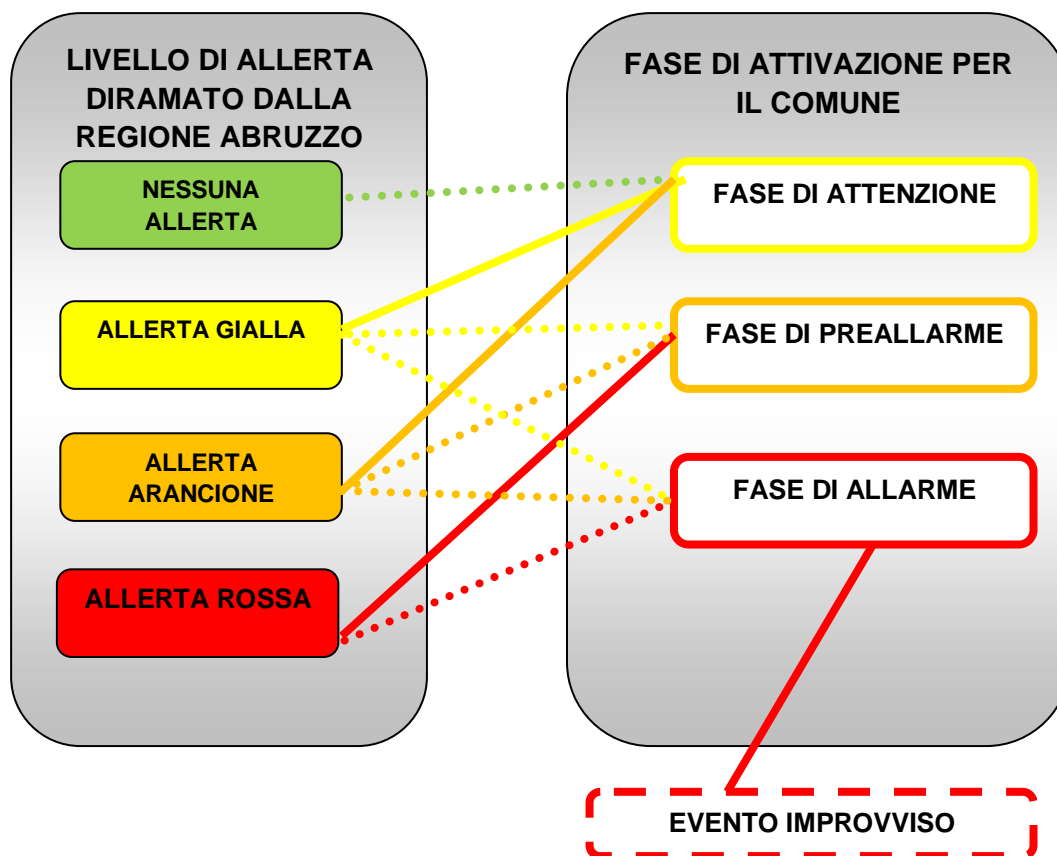 LIVELLO DI ALLERTA
DIRAMATO DALLA
REGIONE ABRUZZO
NESSUNA
ALLERTA
ALLERTA GIALLA
ALLERTA
ARANCIONE
ALLERTA ROSSA
FASE DI ATTIVAZIONE PER
IL COMUNE
FASE DI ATTENZIONE
FASE DI PREALLARME
FASE DI ALLARME
EVENTO IMPROVVISO